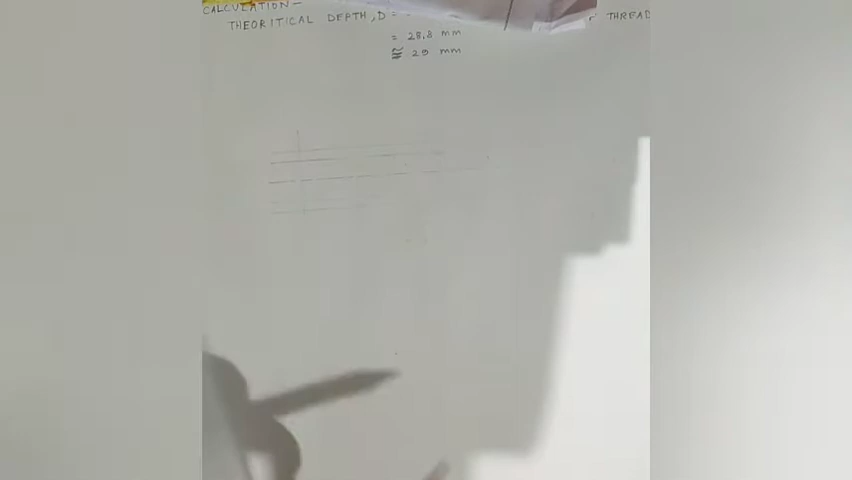 CALCULATION-
THEORITICAL DEPTH, D = THREAD
= 28.8 mm
≅ 29 mm